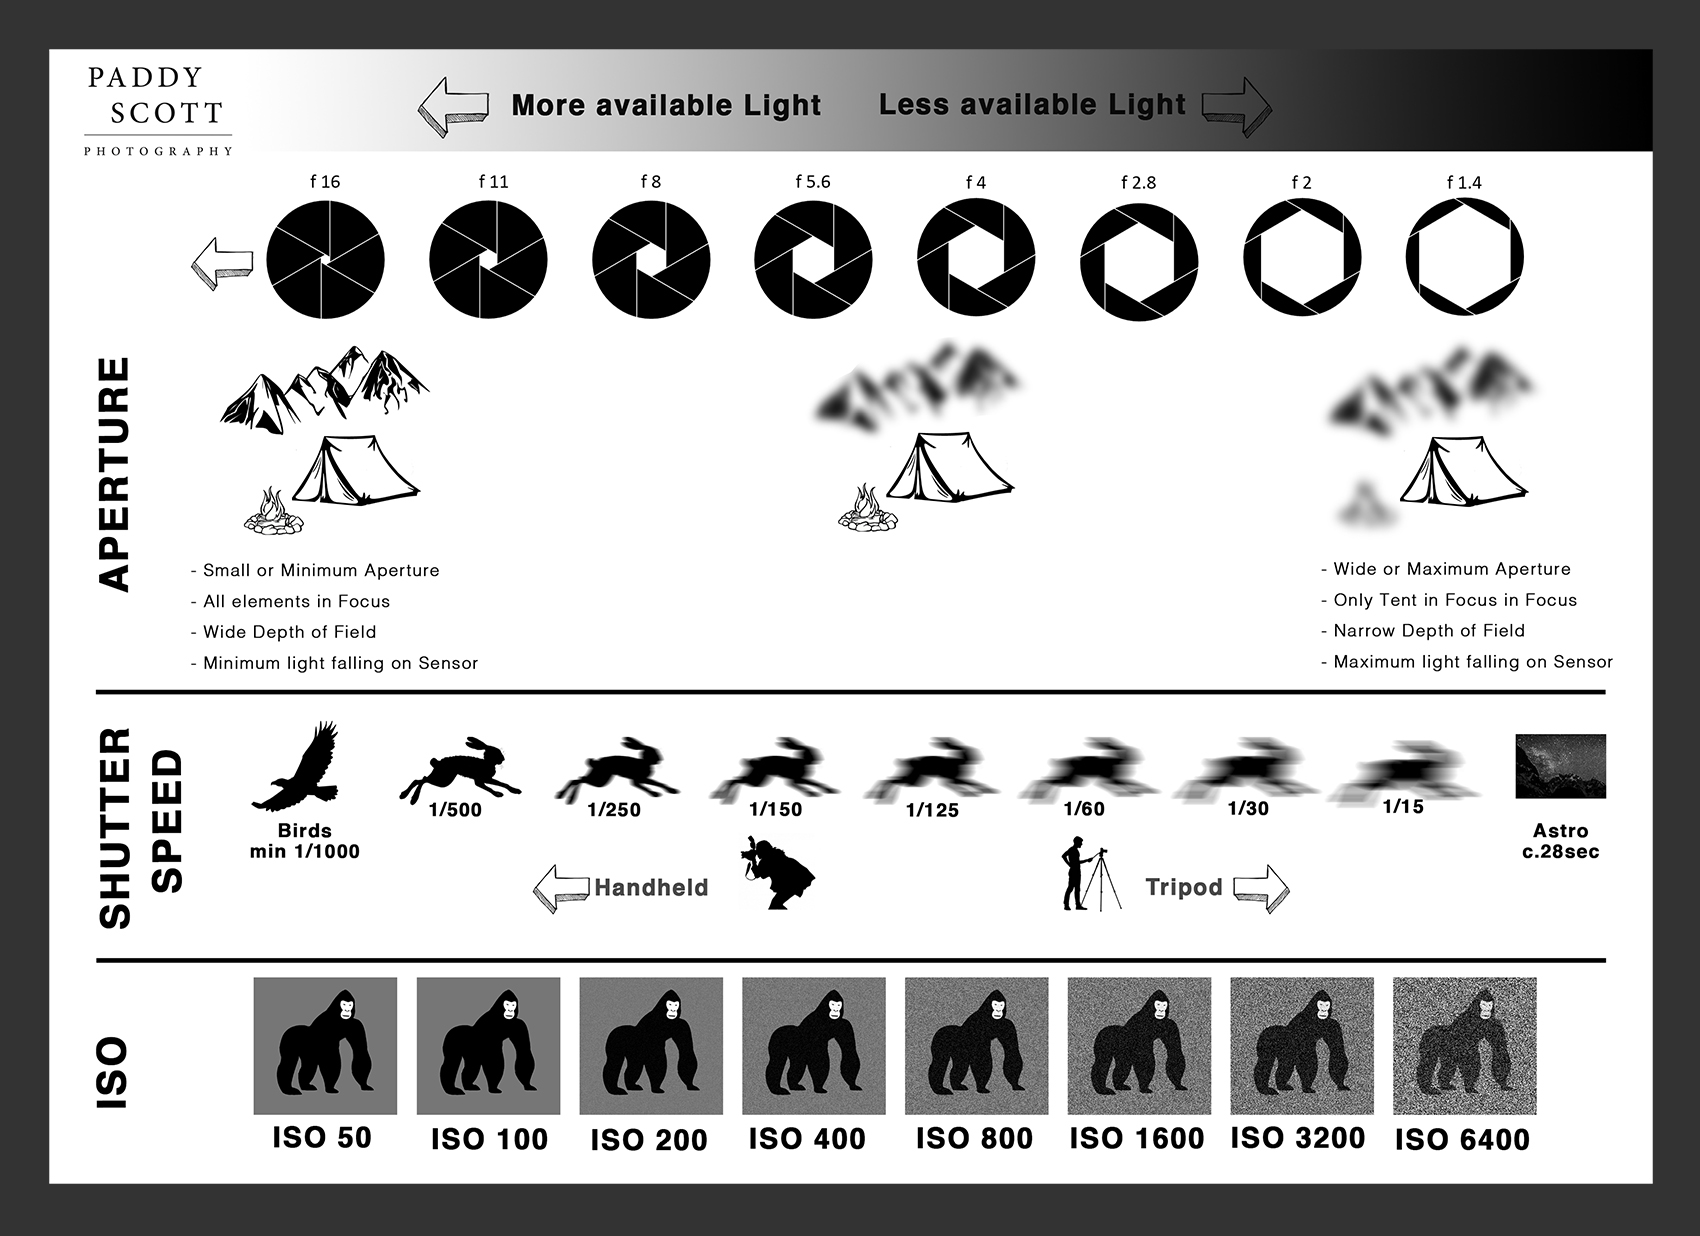 PADDY
SCOTT
PHOTOGRAPHY
More available Light
Less available Light
f 16
f 11
f 8
f 5.6
f 4
f 2.8
f 2
f 1.4
APERTURE
- Small or Minimum Aperture
- All elements in Focus
- Wide Depth of Field
- Minimum light falling on Sensor
- Wide or Maximum Aperture
- Only Tent in Focus in Focus
- Narrow Depth of Field
- Maximum light falling on Sensor
SHUTTER
SPEED
Birds
min 1/1000
1/500
1/250
1/150
1/125
1/60
1/30
1/15
Astro
c.28sec
Handheld
Tripod
ISO
ISO 50
ISO 100
ISO 200
ISO 400
ISO 800
ISO 1600
ISO 3200
ISO 6400